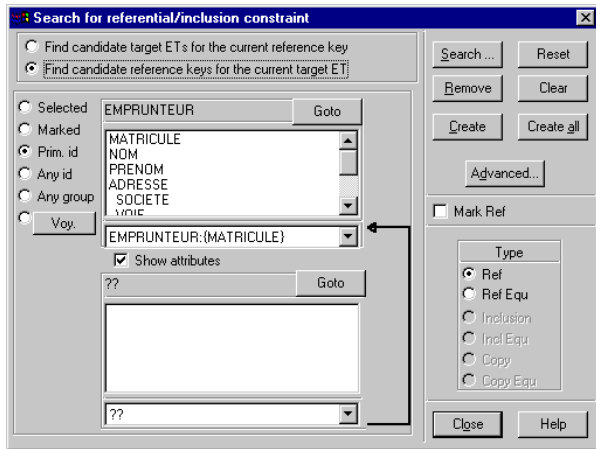 Search for referential/inclusion constraint
Find candidate target ETs for the current reference key
Find candidate reference keys for the current target ET
Search ...
Reset
Remove
Clear
Create
Create all
Advanced...
Selected
Marked
Prim. id
Any id
Any group
Voy.
EMPRUNTEUR
Goto
MATRICULE
NOM
PRENOM
ADRESSE
SOCIETE
VOIE
EMPRUNTEUR:{MATRICULE}
Show attributes
??
Goto
??
Mark Ref
Type
Ref
Ref Equ
Inclusion
Incl Equ
Copy
Copy Equ
Close
Help